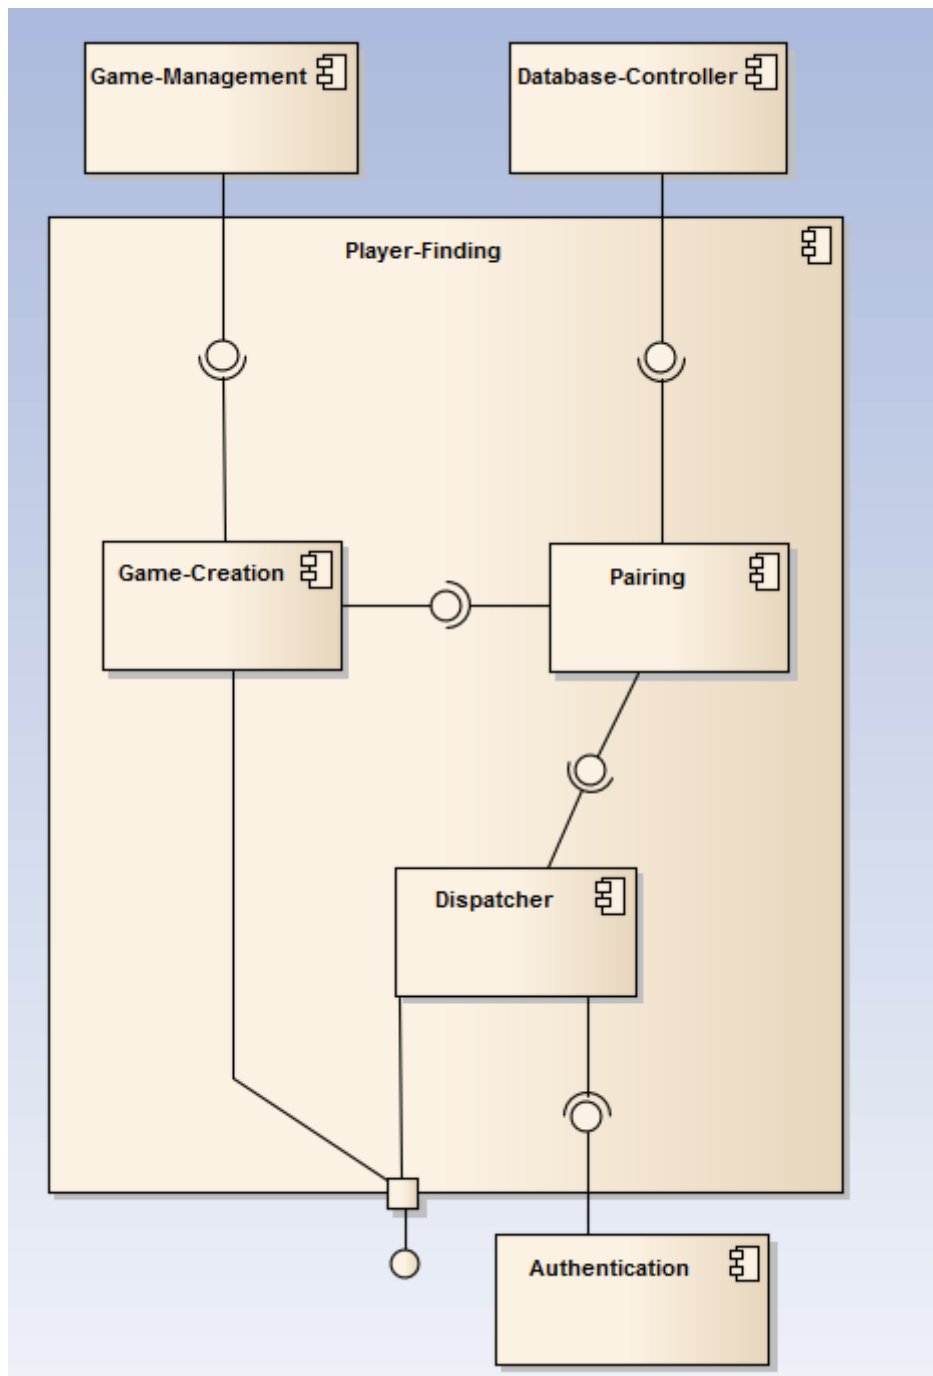 Game-Management
Database-Controller
Player-Finding
Game-Creation
Pairing
Dispatcher
Authentication